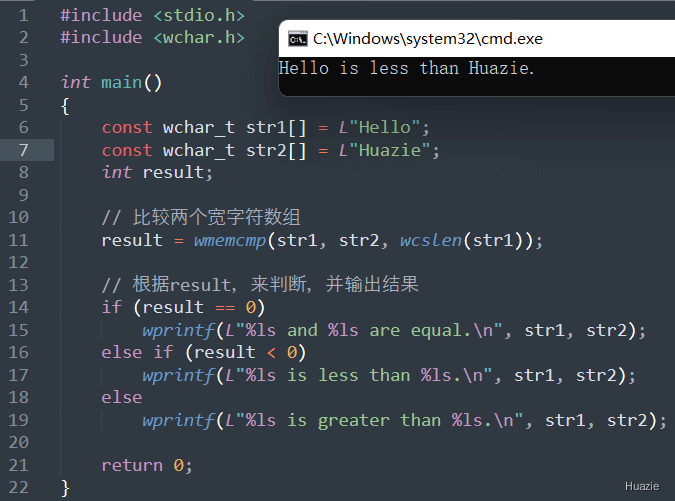 1 #include <stdio.h>
2 #include <wchar.h>
3
4 int main()
5 {
6     const wchar_t str1[] = L"Hello";
7     const wchar_t str2[] = L"Huazie";
8     int result;
9
10     // 比较两个宽字符数组
11     result = wmemcmp(str1, str2, wcslen(str1));
12
13     // 根据result, 来判断, 并输出结果
14     if (result == 0)
15         wprintf(L"%ls and %ls are equal.\n", str1, str2);
16     else if (result < 0)
17         wprintf(L"%ls is less than %ls.\n", str1, str2);
18     else
19         wprintf(L"%ls is greater than %ls.\n", str1, str2);
20
21     return 0;
22 }
C:\Windows\system32\cmd.exe
Hello is less than Huazie.
Huazie